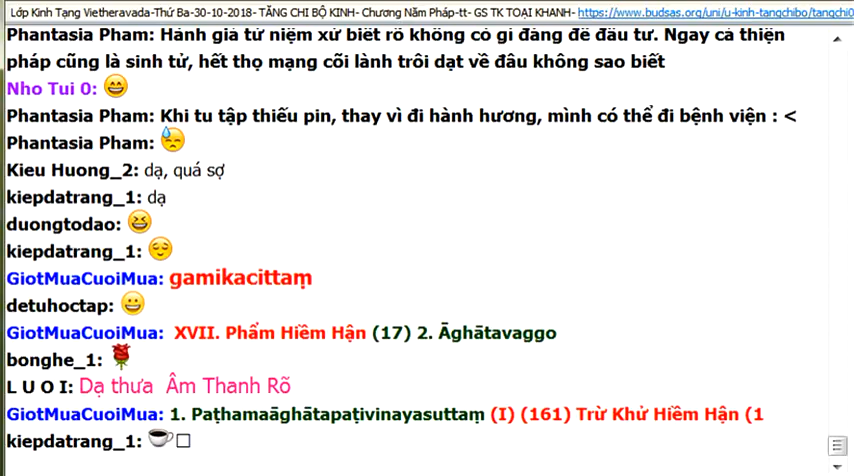 Lớp Kinh Tạng Vietheravada-Thứ Ba-30-10-2018- TĂNG CHI BỘ KINH- Chương Năm Pháp-tt- GS TK TOẠI KHANH- https://www.budsas.org/uni/u-kinh-tangchibo/tangchi0
Phantasia Pham: Hành giả tứ niệm xứ biết rõ không có gì đáng để đầu tư. Ngay cả thiện
pháp cũng là sinh tử, hết thọ mạng cõi lành trôi dạt về đâu không sao biết
Nho Tui 0:
Phantasia Pham: Khi tu tập thiếu pin, thay vì đi hành hương, mình có thể đi bệnh viện : <
Phantasia Pham:
Kieu Huong_2: dạ, quá sợ
kiepdatrang_1: dạ
duongtodao:
kiepdatrang_1:
GiotMuaCuoiMua: gamikacittaṃ
detuhoctap:
GiotMuaCuoiMua: XVII. Phẩm Hiềm Hận (17) 2. Āghātavaggo
bonghe_1:
L U O I: Dạ thưa Âm Thanh Rõ
GiotMuaCuoiMua: 1. Paṭhamaāghātapaṭivinayasuttaṃ (I) (161) Trừ Khử Hiềm Hận (1
kiepdatrang_1: